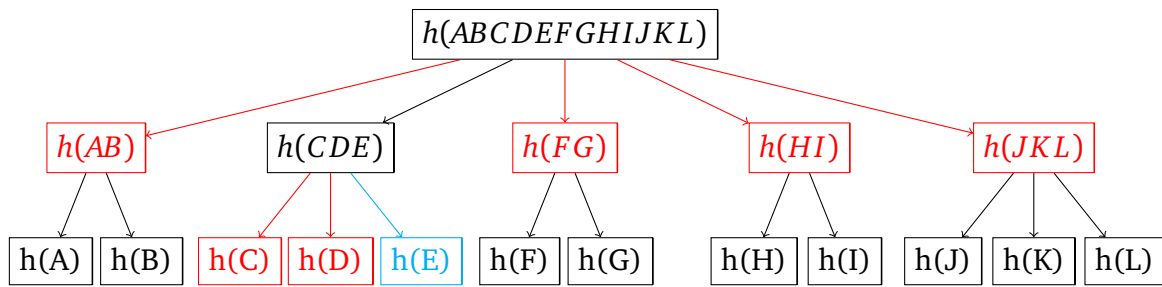 h(ABCDEFGHIJKL)
h(AB) h(CDE) h(FG) h(HI) h(JKL)
h(A) h(B) h(C) h(D) h(E) h(F) h(G) h(H) h(I) h(J) h(K) h(L)